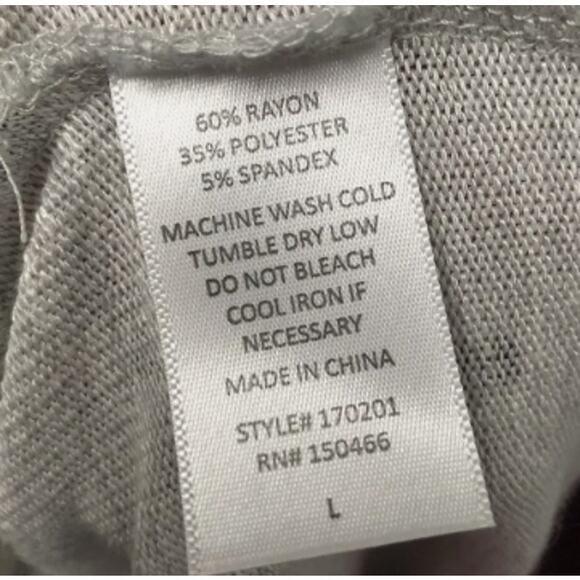 60% RAYON
35% POLYESTER
5% SPANDEX
MACHINE WASH COLD
TUMBLE DRY LOW
DO NOT BLEACH
COOL IRON IF
NECESSARY
MADE IN CHINA
STYLE# 170201
RN# 150466
L